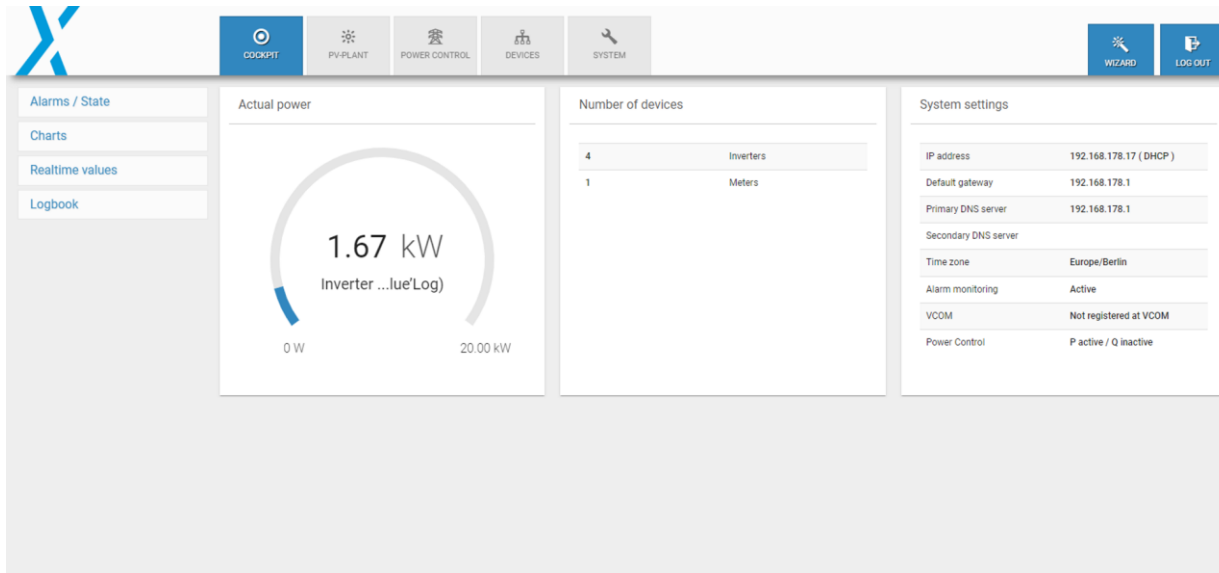 COCKPIT
PV-PLANT
POWER CONTROL
DEVICES
SYSTEM
WIZARD
LOG OUT
Alarms / State
Charts
Realtime values
Logbook
Actual power
1.67 kW
Inverter ...lue'Log)
0 W 20.00 kW
Number of devices
4 Inverters
1 Meters
System settings
IP address 192.168.178.17 ( DHCP )
Default gateway 192.168.178.1
Primary DNS server 192.168.178.1
Secondary DNS server
Time zone Europe/Berlin
Alarm monitoring Active
VCOM Not registered at VCOM
Power Control P active / Q inactive